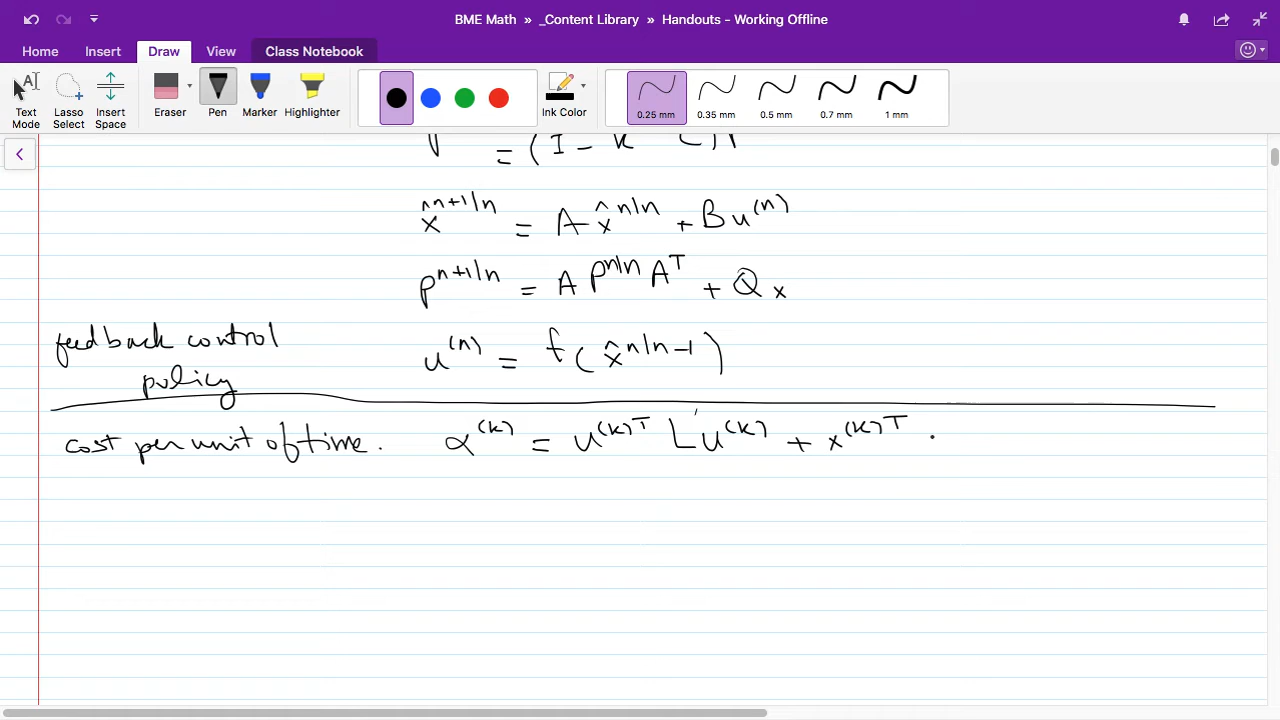 BME Math » _Content Library » Handouts - Working Offline
Home Insert Draw View Class Notebook
Text Mode Lasso Select Insert Space Eraser Pen Marker Highlighter Ink Color 0.25 mm 0.35 mm 0.5 mm 0.7 mm 1 mm
= (I - K C) P
x̂^{n+1|n} = A x̂^{n|n} + B u^{(n)}
P^{n+1|n} = A P^{n|n} A^T + Q_x
feedback control policy u^{(n)} = f(x̂^{n|n-1})
cost per unit of time. α^{(k)} = u^{(k)T} L u^{(k)} + x^{(k)T}